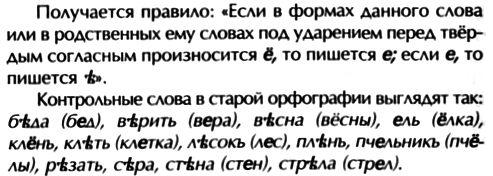 Получается правило: «Если в формах данного слова
или в родственных ему словах под ударением перед твёр-
дым согласным произносится ё, то пишется е; если е, то
пишется ѣ».
Контрольные слова в старой орфографии выглядят так:
бѣда (бед), вѣрить (вера), вѣсна (вёсны), ель (ёлка),
клѣнь, клѣть (клетка), лѣсокъ (лес), плѣнь, пчельникъ (пчё-
лы), рѣзать, сѣра, стѣна (стен), стрѣла (стрел).